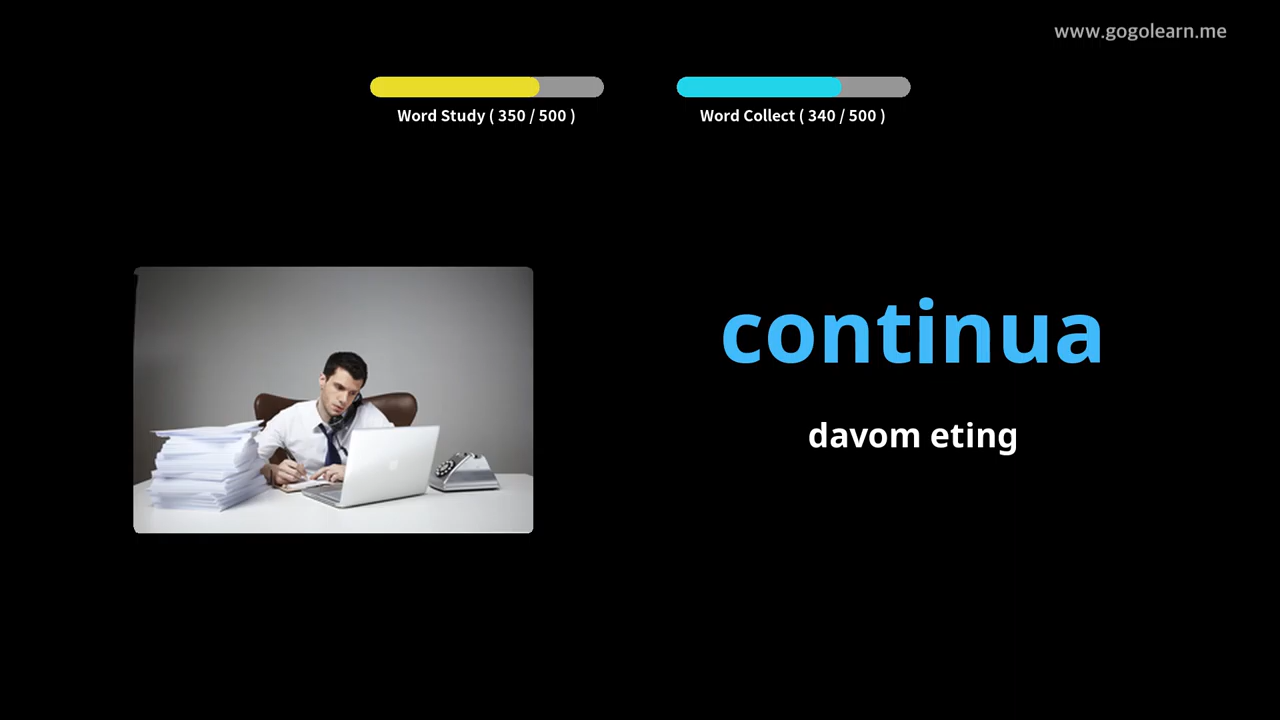 www.gogolearn.me
Word Study ( 350 / 500 )
Word Collect ( 340 / 500 )
continua
davom eting